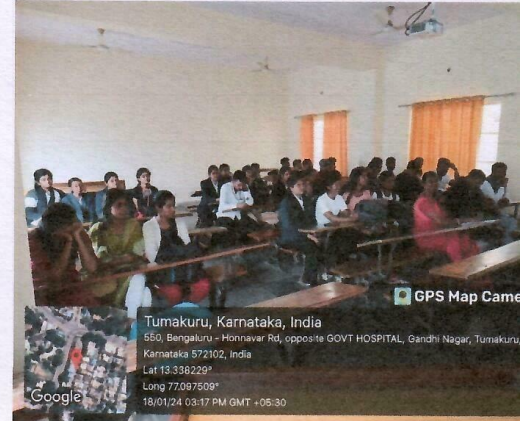 GPS Map Came
Tumakuru, Karnataka, India
550, Bengaluru - Honnavar Rd, opposite GOVT HOSPITAL, Gandhi Nagar, Tumakuru,
Karnataka 572102, India
Lat 13.338229°
Long 77.097509°
18/01/24 03:17 PM GMT +05:30
Google